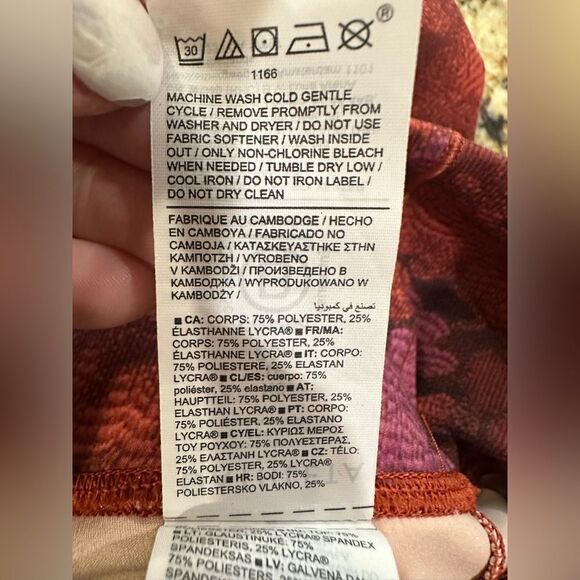 30
®
1166
MACHINE WASH COLD GENTLE
CYCLE / REMOVE PROMPTLY FROM
WASHER AND DRYER / DO NOT USE
FABRIC SOFTENER / WASH INSIDE
OUT / ONLY NON-CHLORINE BLEACH
WHEN NEEDED / TUMBLE DRY LOW /
COOL IRON / DO NOT IRON LABEL /
DO NOT DRY CLEAN
FABRIQUE AU CAMBODGE / HECHO
EN CAMBOYA / FABRICADO NO
CAMBOJA / ΚΑΤΑΣΚΕΥΑΣΤΗΚΕ ΣΤΗΝ
ΚΑΜΠΟΤΖΗ / VYROBENO
V KAMBODŽI / ПРОИЗВЕДЕНО В
КАМБОДЖА / WYPRODUKOWANO W
KAMBODŻY /
تصنع في كمبوديا
■ CA: CORPS: 75% POLYESTER, 25%
ÉLASTHANNE LYCRA® ■ FR/MA:
CORPS: 75% POLYESTER, 25%
ÉLASTHANNE LYCRA® ■ IT: CORPO:
75% POLIESTERE, 25% ELASTAN
LYCRA® ■ CL/ES: cuerpo: 75%
poliéster, 25% elastano ■ AT:
HAUPTTEIL: 75% POLYESTER, 25%
ELASTHAN LYCRA® ■ PT: CORPO:
75% POLIÉSTER, 25% ELASTANO
LYCRA® ■ CY/EL: ΚΥΡΙΩΣ ΜΕΡΟΣ
ΤΟΥ ΡΟΥΧΟΥ: 75% ΠΟΛΥΕΣΤΕΡΑΣ,
25% ΕΛΑΣΤΑΝΗ LYCRA® ■ CZ: TĚLO:
75% POLYESTER, 25% LYCRA®
ELASTAN ■ HR: BODI: 75%
POLIESTERSKO VLAKNO, 25%
■ LT: GLAUSTINUKĖ: 75%
POLIESTERIS, 25% LYCRA®
SPANDEKSAS ■ LV: GALVENĀ DAĻA